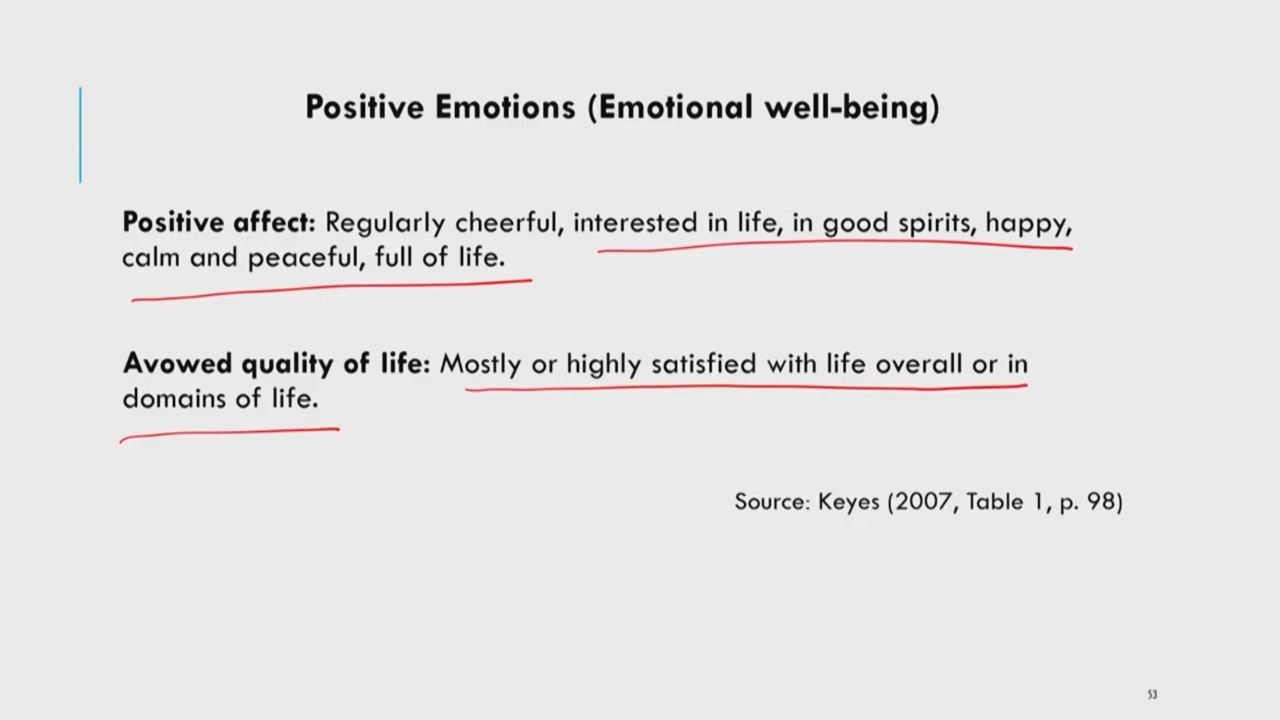 Positive Emotions (Emotional well-being)
Positive affect: Regularly cheerful, interested in life, in good spirits, happy,
calm and peaceful, full of life.
Avowed quality of life: Mostly or highly satisfied with life overall or in
domains of life.
Source: Keyes (2007, Table 1, p. 98)
53